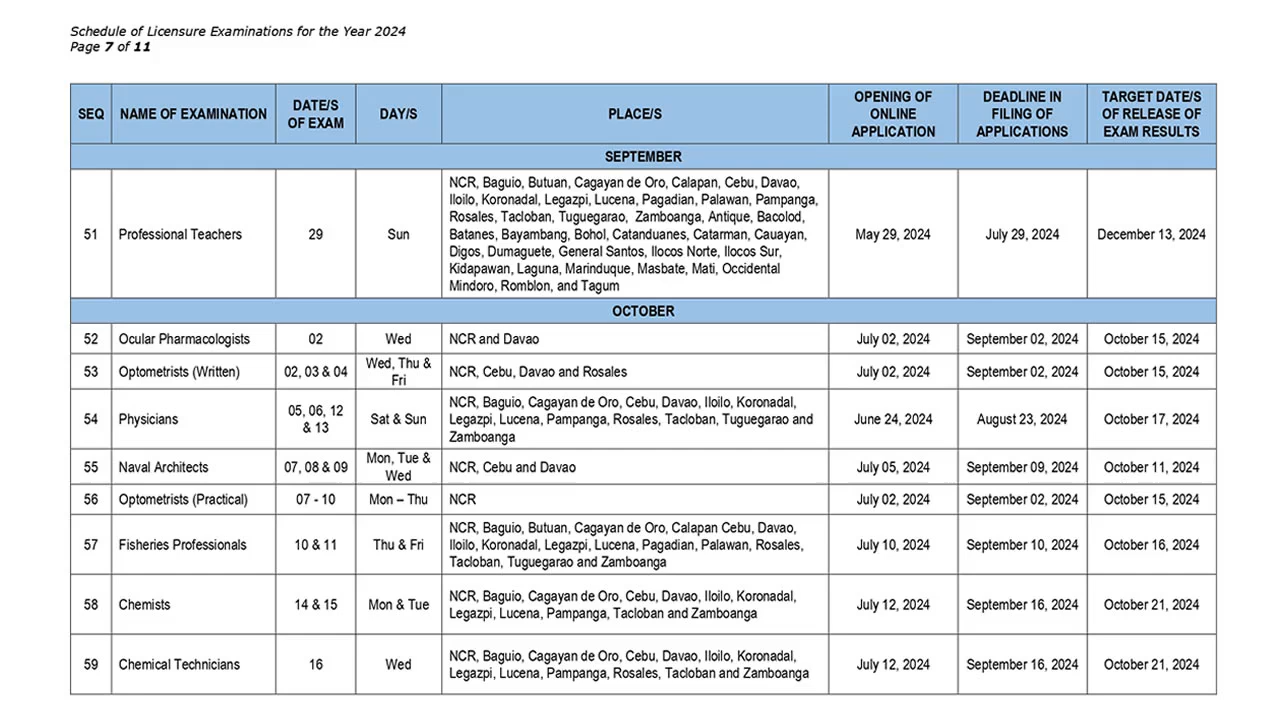 Schedule of Licensure Examinations for the Year 2024
Page 7 of 11
SEQ NAME OF EXAMINATION DATE/S OF EXAM DAY/S PLACE/S OPENING OF ONLINE APPLICATION DEADLINE IN FILING OF APPLICATIONS TARGET DATE/S OF RELEASE OF EXAM RESULTS
SEPTEMBER
51 Professional Teachers 29 Sun
NCR, Baguio, Butuan, Cagayan de Oro, Calapan, Cebu, Davao,
Iloilo, Koronadal, Legazpi, Lucena, Pagadian, Palawan, Pampanga,
Rosales, Tacloban, Tuguegarao, Zamboanga, Antique, Bacolod,
Batanes, Bayambang, Bohol, Catanduanes, Catarman, Cauayan,
Digos, Dumaguete, General Santos, Ilocos Norte, Ilocos Sur,
Kidapawan, Laguna, Marinduque, Masbate, Mati, Occidental
Mindoro, Romblon, and Tagum
May 29, 2024 July 29, 2024 December 13, 2024
OCTOBER
52 Ocular Pharmacologists 02 Wed NCR and Davao July 02, 2024 September 02, 2024 October 15, 2024
53 Optometrists (Written) 02, 03 & 04 Wed, Thu & Fri NCR, Cebu, Davao and Rosales July 02, 2024 September 02, 2024 October 15, 2024
54 Physicians 05, 06, 12 & 13 Sat & Sun
NCR, Baguio, Cagayan de Oro, Cebu, Davao, Iloilo, Koronadal,
Legazpi, Lucena, Pampanga, Rosales, Tacloban, Tuguegarao and
Zamboanga
June 24, 2024 August 23, 2024 October 17, 2024
55 Naval Architects 07, 08 & 09 Mon, Tue & Wed NCR, Cebu and Davao July 05, 2024 September 09, 2024 October 11, 2024
56 Optometrists (Practical) 07 - 10 Mon – Thu NCR July 02, 2024 September 02, 2024 October 15, 2024
57 Fisheries Professionals 10 & 11 Thu & Fri
NCR, Baguio, Butuan, Cagayan de Oro, Calapan Cebu, Davao,
Iloilo, Koronadal, Legazpi, Lucena, Pagadian, Palawan, Rosales,
Tacloban, Tuguegarao and Zamboanga
July 10, 2024 September 10, 2024 October 16, 2024
58 Chemists 14 & 15 Mon & Tue
NCR, Baguio, Cagayan de Oro, Cebu, Davao, Iloilo, Koronadal,
Legazpi, Lucena, Pampanga, Tacloban and Zamboanga
July 12, 2024 September 16, 2024 October 21, 2024
59 Chemical Technicians 16 Wed
NCR, Baguio, Cagayan de Oro, Cebu, Davao, Iloilo, Koronadal,
Legazpi, Lucena, Pampanga, Rosales, Tacloban and Zamboanga
July 12, 2024 September 16, 2024 October 21, 2024